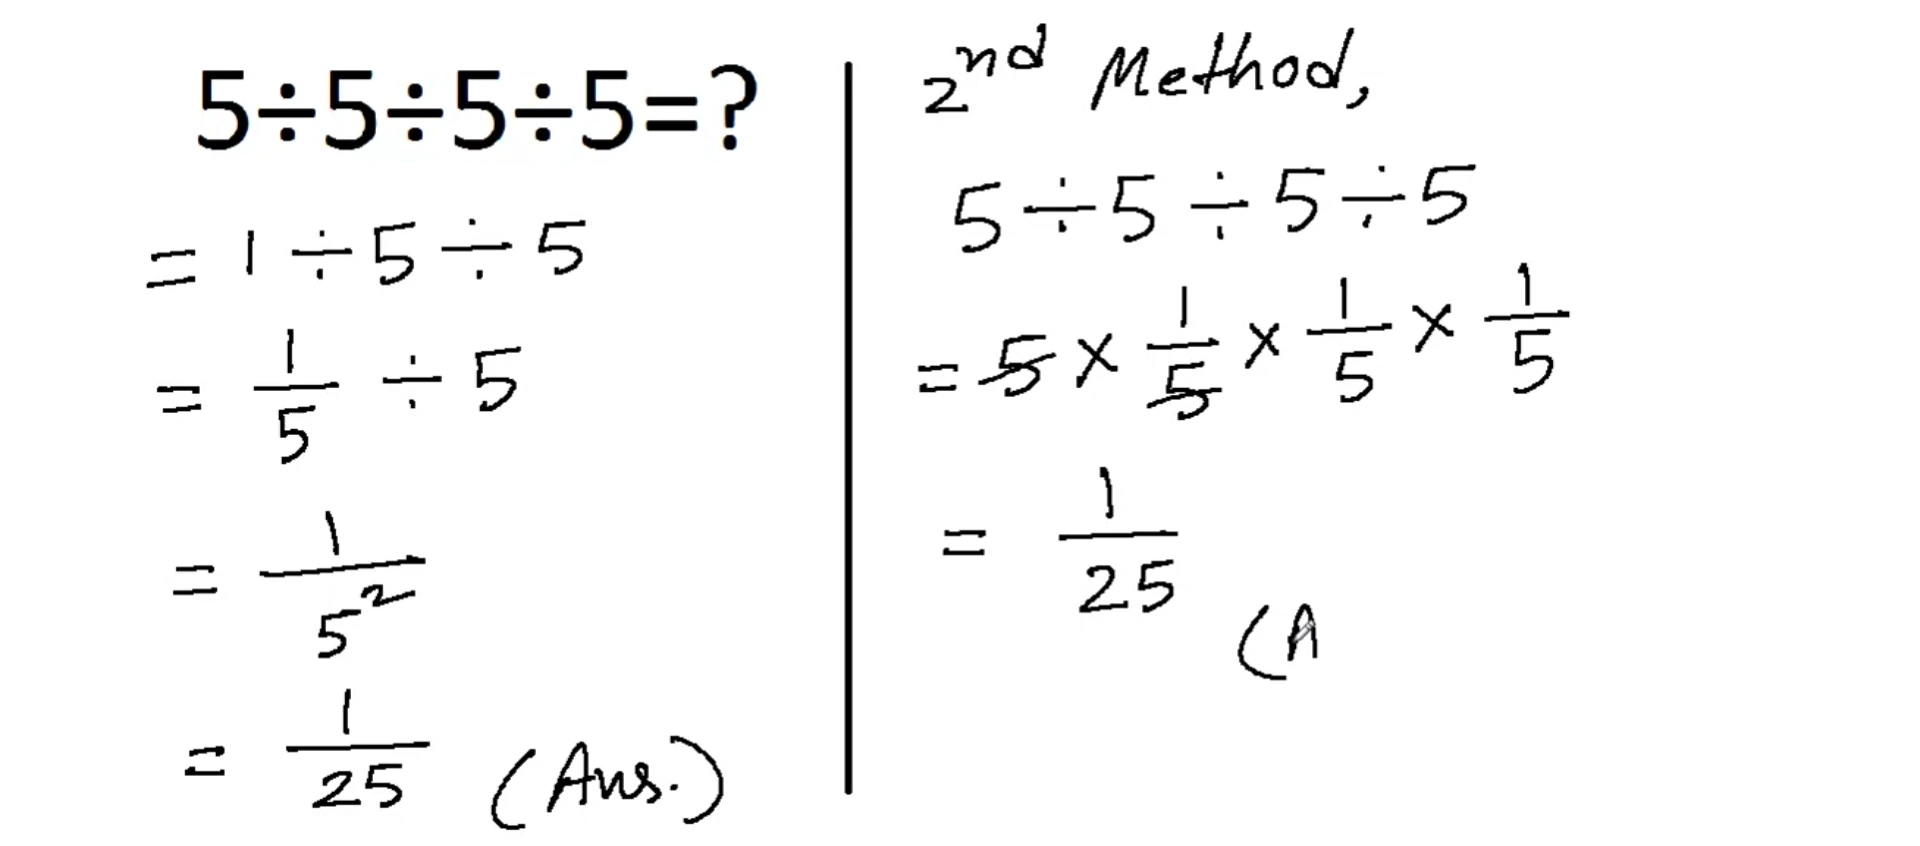 5÷5÷5÷5=?
= 1 ÷ 5 ÷ 5
= 1/5 ÷ 5
= 1/5²
= 1/25 (Ans.)
2nd Method,
5 ÷ 5 ÷ 5 ÷ 5
= 5 × 1/5 × 1/5 × 1/5
= 1/25
(A